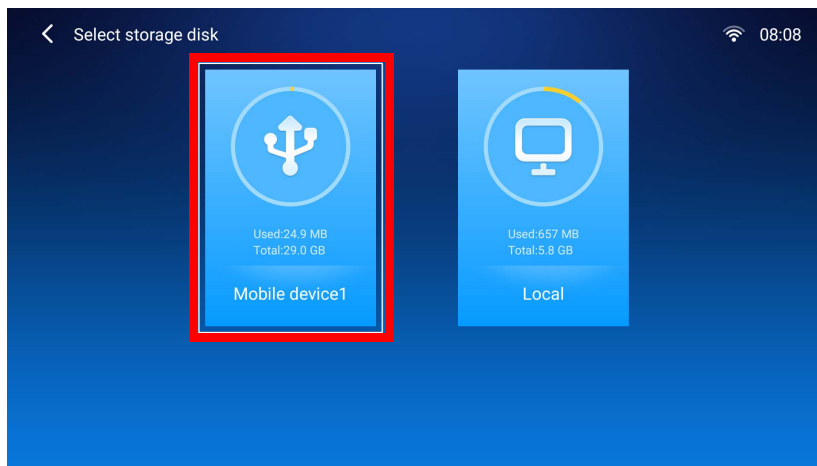 Select storage disk
08:08
Used:24.9 MB
Total:29.0 GB
Mobile device1
Used:657 MB
Total:5.8 GB
Local